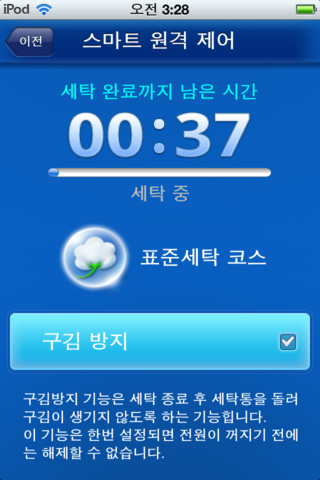 iPod 오전 3:28
이전 스마트 원격 제어
세탁 완료까지 남은 시간
00:37
세탁 중
표준세탁 코스
구김 방지
구김방지 기능은 세탁 종료 후 세탁통을 돌려
구김이 생기지 않도록 하는 기능힙니다.
이 기능은 한번 설정되면 전원이 꺼지기 전에
는 해제할 수 없습니다.